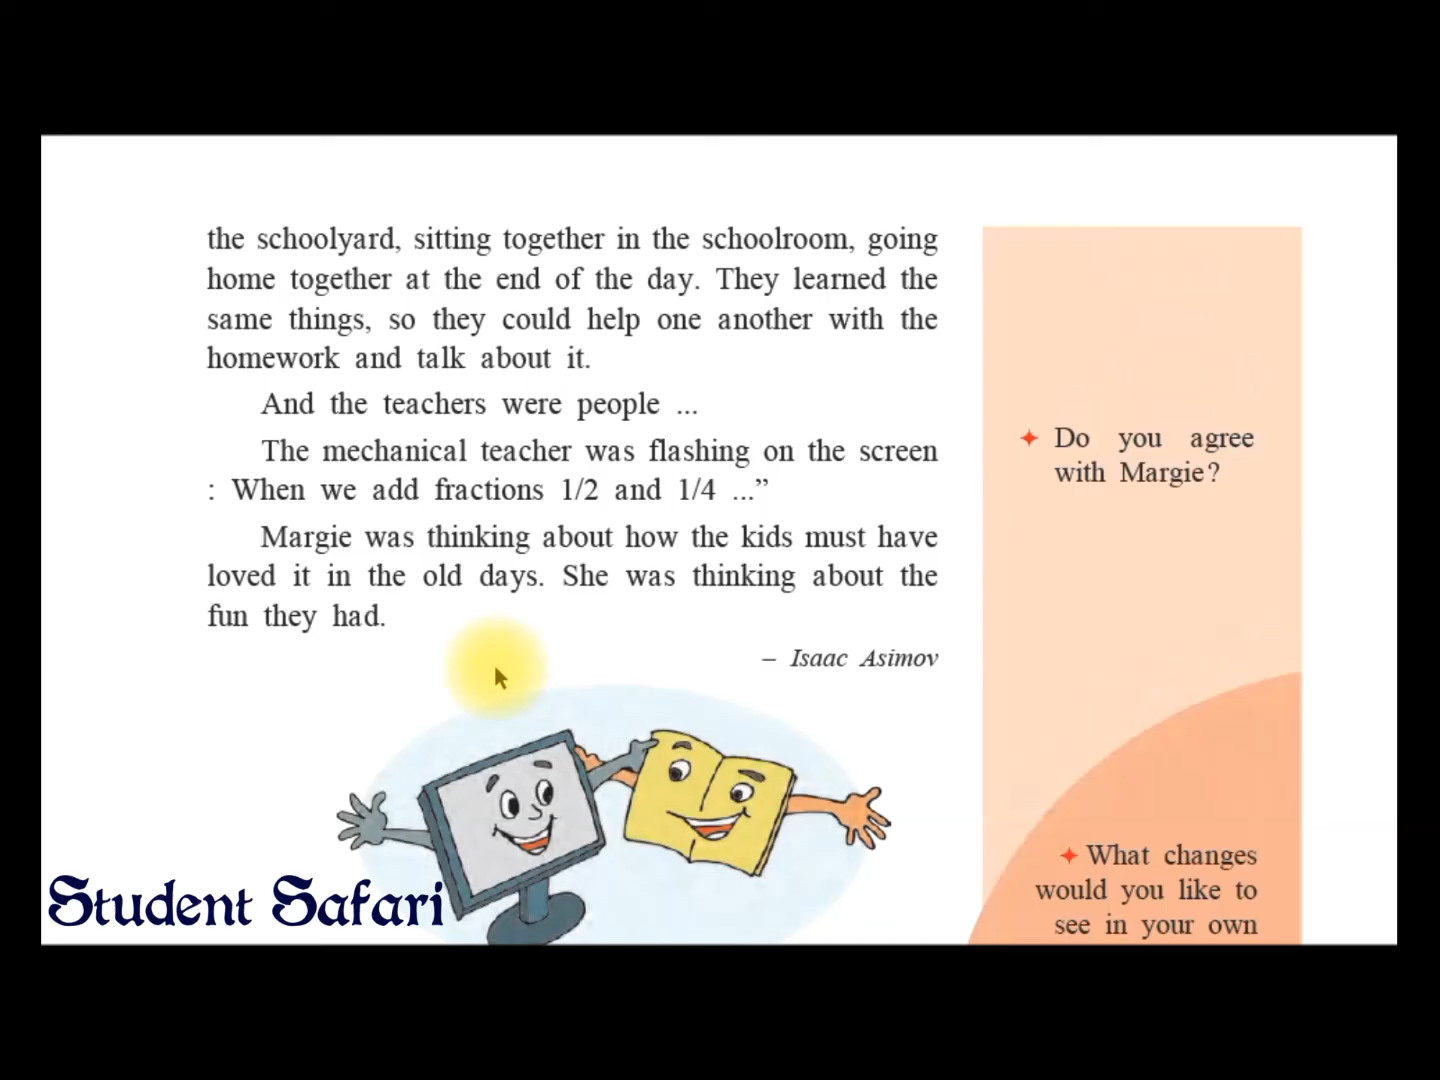 the schoolyard, sitting together in the schoolroom, going
home together at the end of the day. They learned the
same things, so they could help one another with the
homework and talk about it.
And the teachers were people ...
The mechanical teacher was flashing on the screen
: When we add fractions 1/2 and 1/4 ...”
Margie was thinking about how the kids must have
loved it in the old days. She was thinking about the
fun they had.
– Isaac Asimov
Do you agree
with Margie?
What changes
would you like to
see in your own
Student Safari